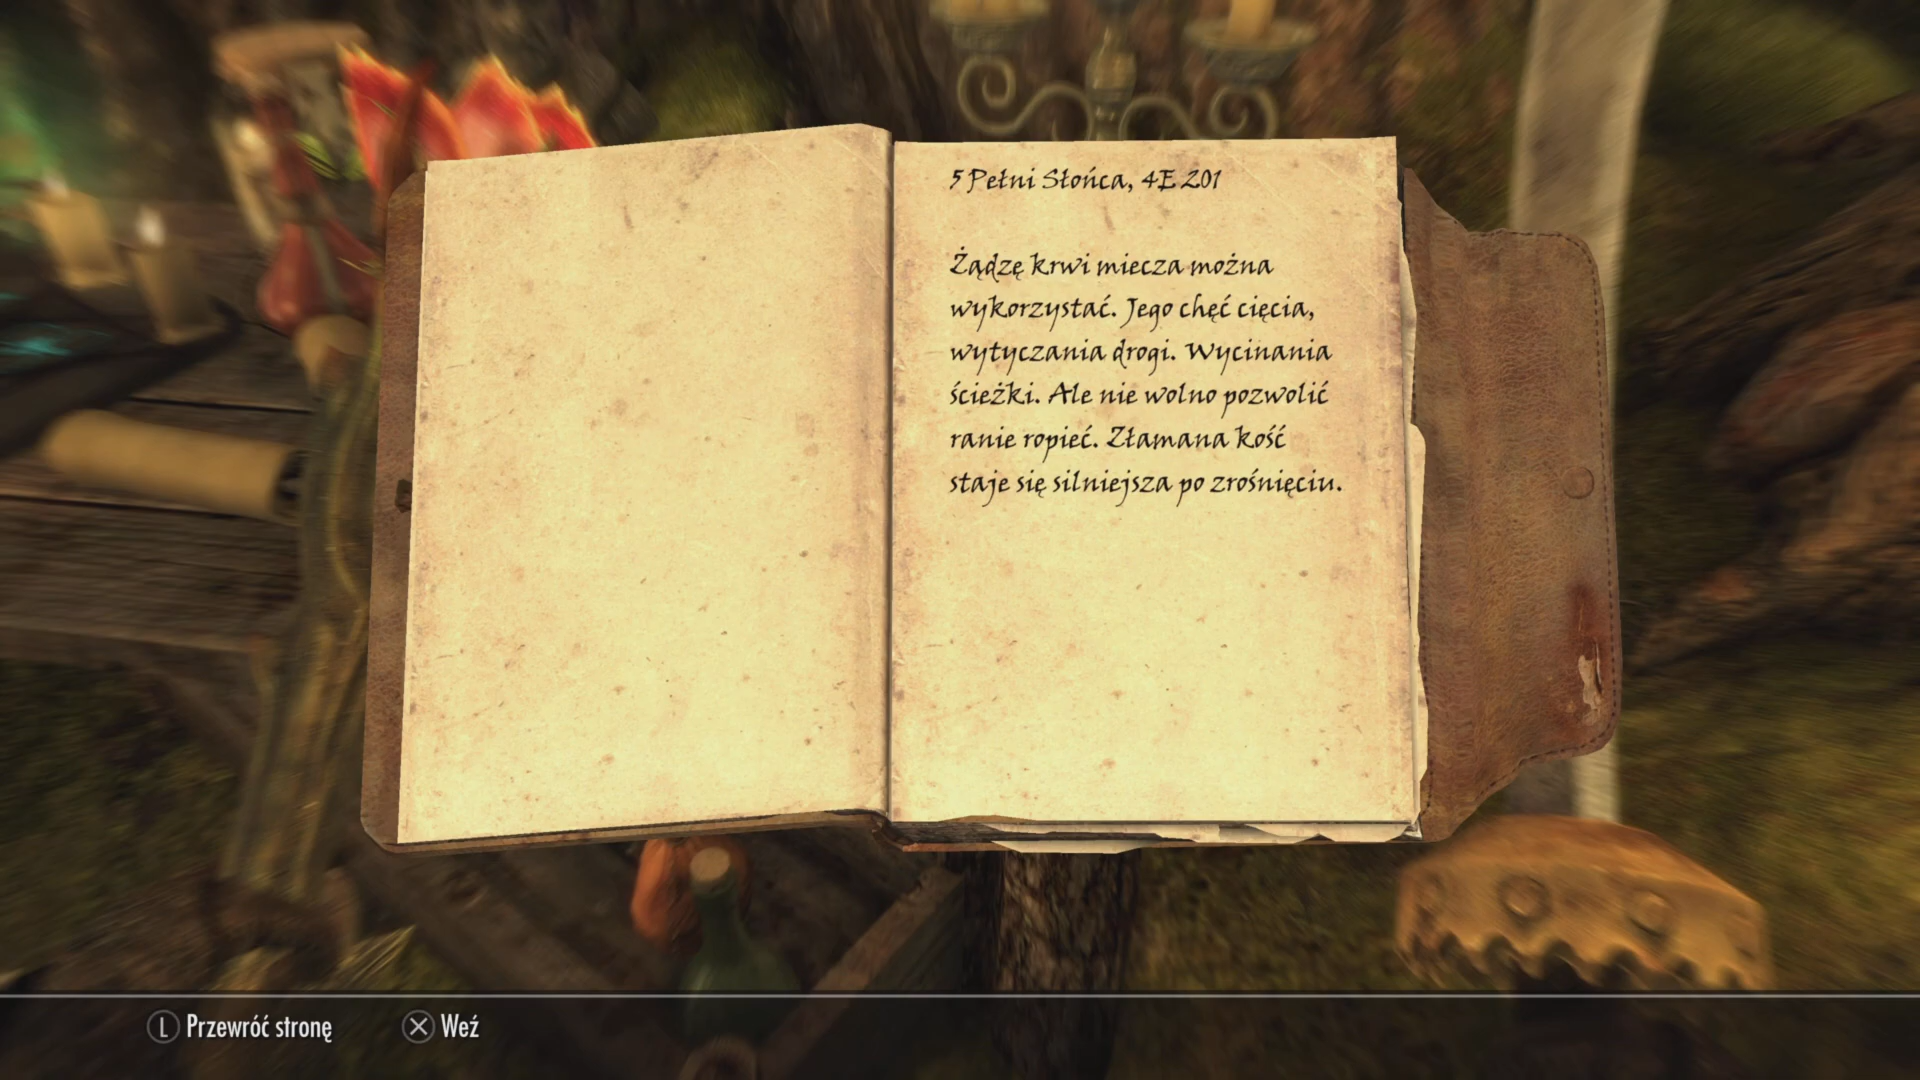 5 Pełni Słońca, 4E 201
Żądzę krwi miecza można
wykorzystać. Jego chęć cięcia,
wytyczania drogi. Wycinania
ścieżki. Ale nie wolno pozwolić
ranie ropieć. Złamana kość
staje się silniejsza po zrośnięciu.
L Przewróć stronę X Weź